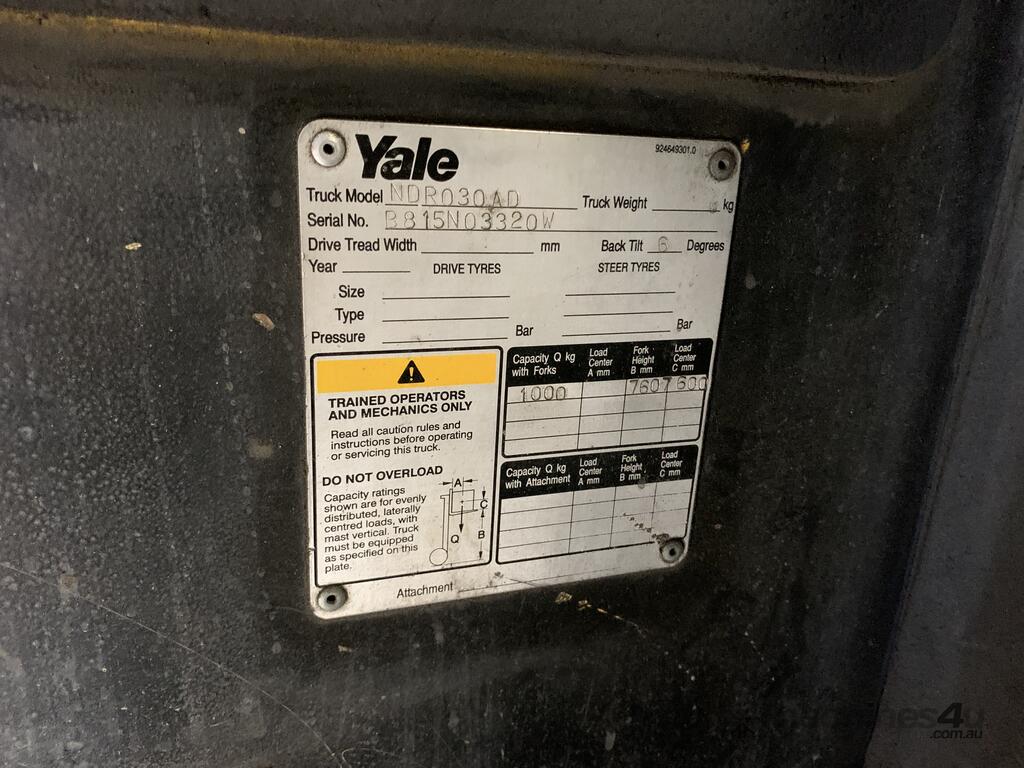 Yale
924649301.0
Truck Model NDR030AD Truck Weight kg
Serial No. B815N03320W
Drive Tread Width mm Back Tilt 6 Degrees
Year DRIVE TYRES STEER TYRES
Size
Type
Pressure Bar Bar
TRAINED OPERATORS
AND MECHANICS ONLY
Read all caution rules and
instructions before operating
or servicing this truck.
DO NOT OVERLOAD
Capacity ratings
shown are for evenly
distributed, laterally
centred loads, with
mast vertical. Truck
must be equipped
as specified on this
plate.
A
C
Q
B
Capacity Q kg
with Forks
Load
Center
A mm
Fork
Height
B mm
Load
Center
C mm
1000 7607 600
Capacity Q kg
with Attachment
Load
Center
A mm
Fork
Height
B mm
Load
Center
C mm
Attachment
4u
.com.au